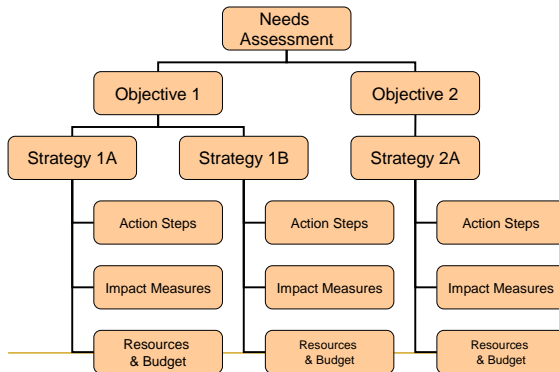 Needs
Assessment
Objective 1
Objective 2
Strategy 1A
Strategy 1B
Strategy 2A
Action Steps
Action Steps
Action Steps
Impact Measures
Impact Measures
Impact Measures
Resources
& Budget
Resources
& Budget
Resources
& Budget